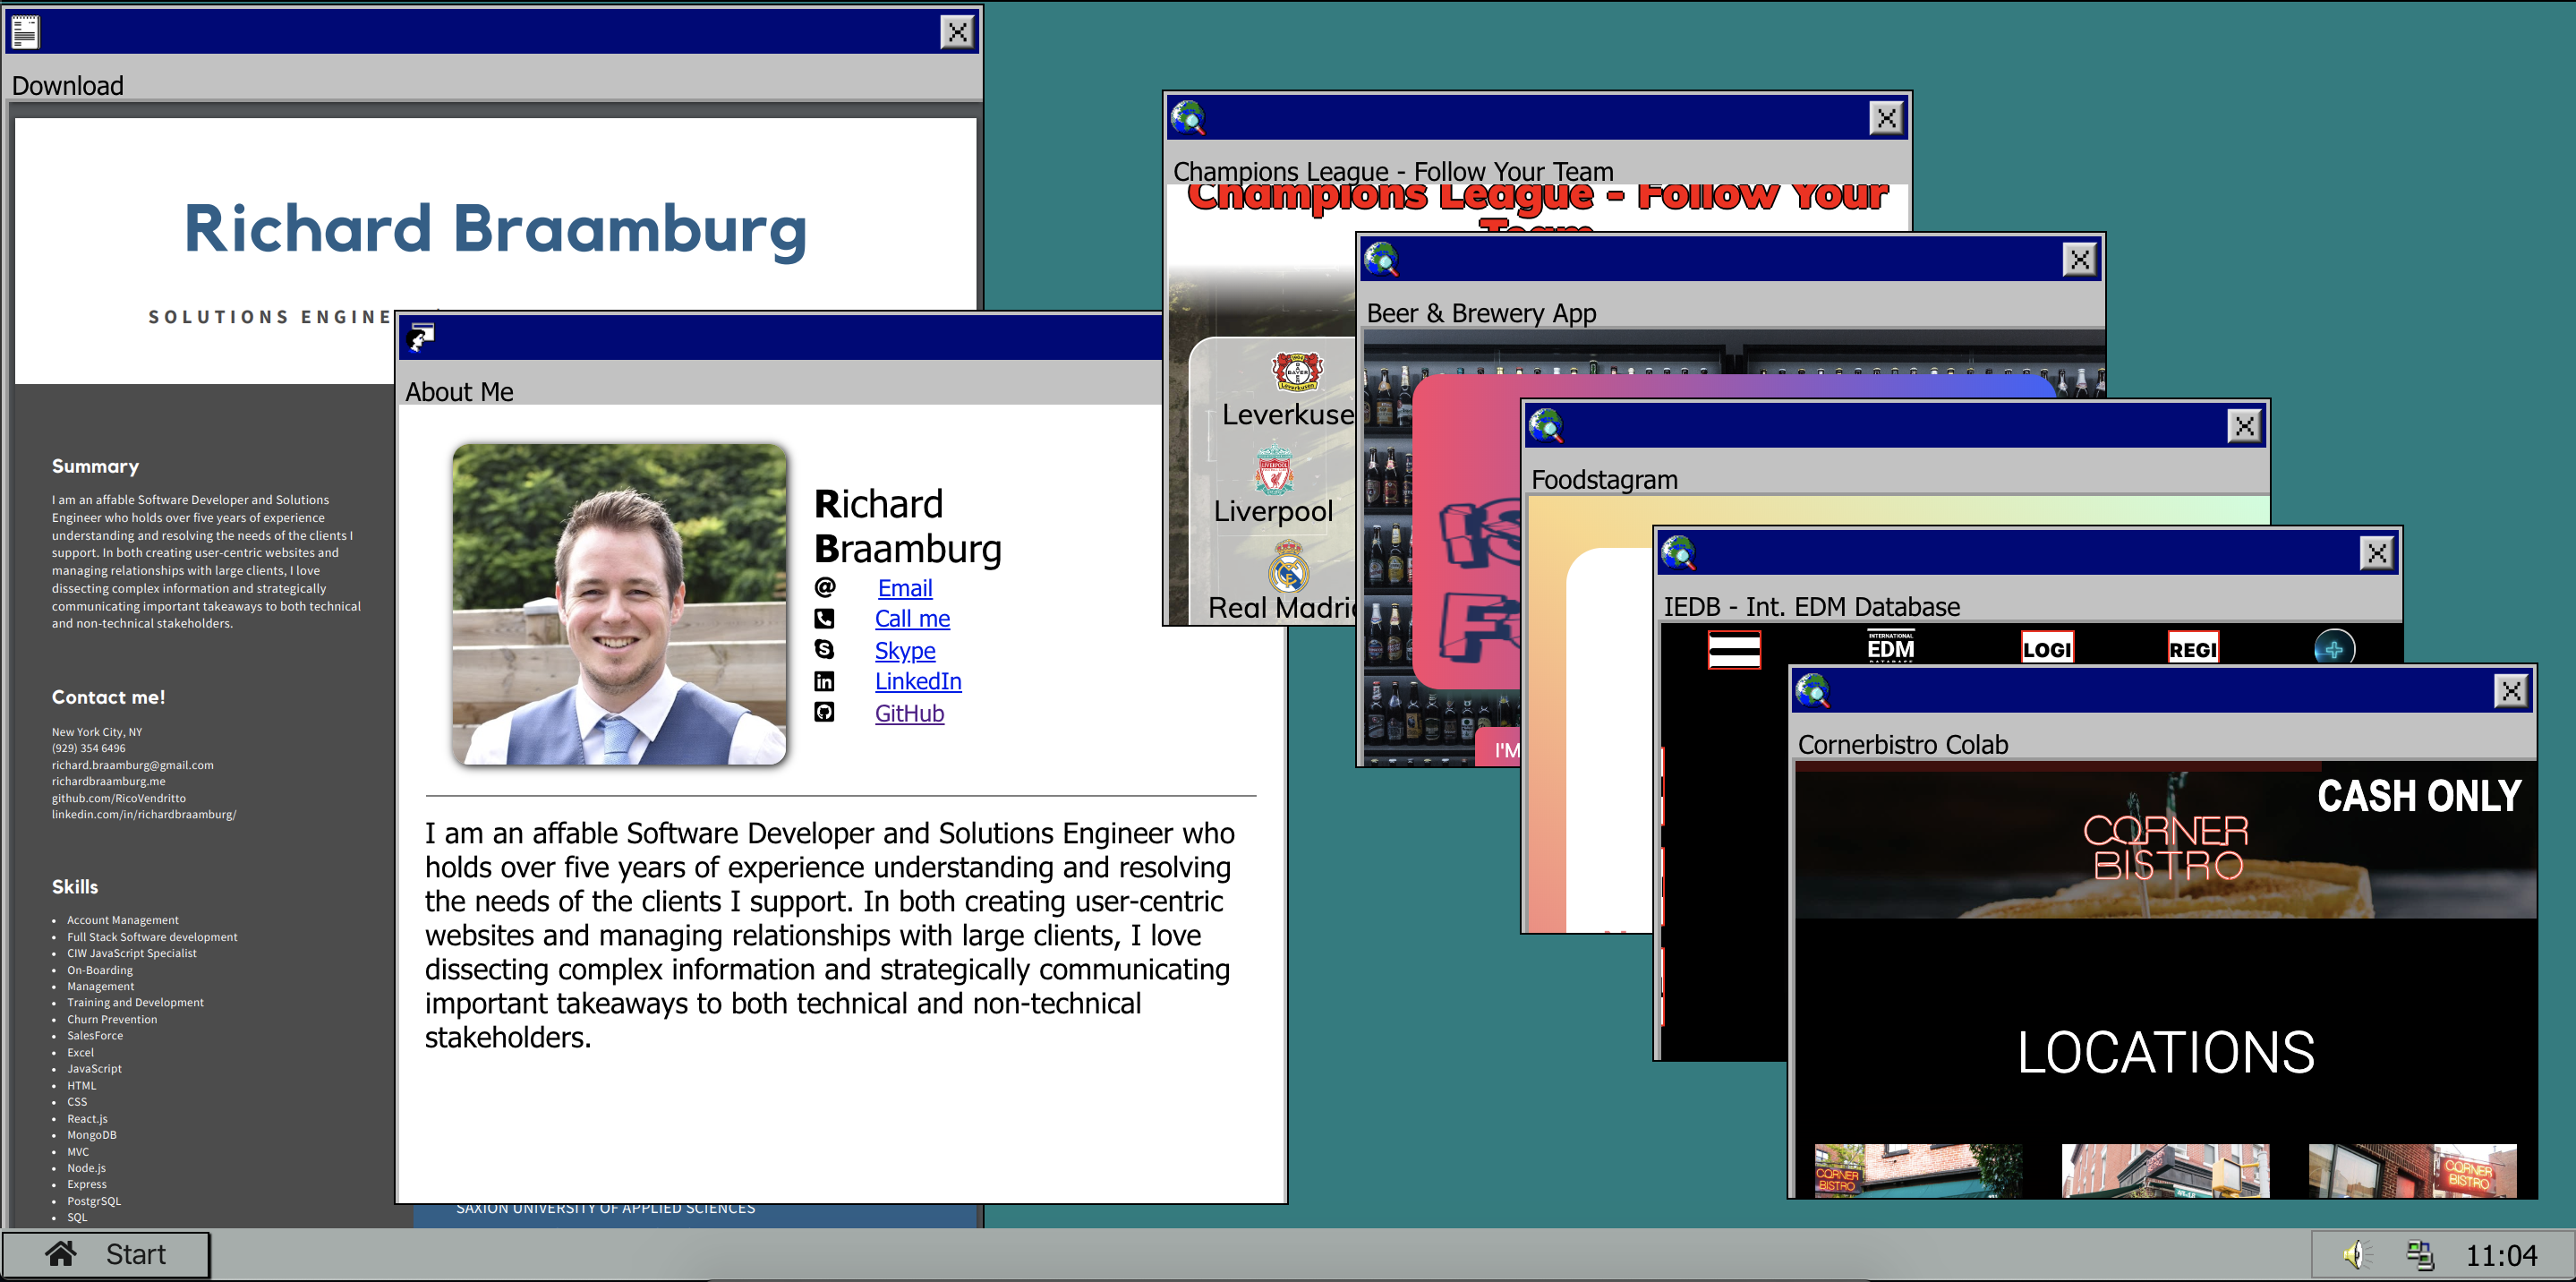 Download
Richard Braamburg
SOLUTIONS ENGINE
Summary
I am an affable Software Developer and Solutions
Engineer who holds over five years of experience
understanding and resolving the needs of the clients I
support. In both creating user-centric websites and
managing relationships with large clients, I love
dissecting complex information and strategically
communicating important takeaways to both technical
and non-technical stakeholders.
Contact me!
New York City, NY
(929) 354 6496
richard.braamburg@gmail.com
richardbraamburg.me
github.com/RicoVendritto
linkedin.com/in/richardbraamburg/
Skills
• Account Management
• Full Stack Software development
• CIW JavaScript Specialist
• On-Boarding
• Management
• Training and Development
• Churn Prevention
• SalesForce
• Excel
• JavaScript
• HTML
• CSS
• React.js
• MongoDB
• MVC
• Node.js
• Express
• PostgrSQL
• SQL
SAXION UNIVERSITY OF APPLIED SCIENCES
About Me
Richard
Braamburg
Email
Call me
Skype
LinkedIn
GitHub
I am an affable Software Developer and Solutions Engineer who
holds over five years of experience understanding and resolving
the needs of the clients I support. In both creating user-centric
websites and managing relationships with large clients, I love
dissecting complex information and strategically communicating
important takeaways to both technical and non-technical
stakeholders.
Champions League - Follow Your Team
Champions League - Follow Your
Team
Leverkuse
Liverpool
Real Madri
Beer & Brewery App
IS
F
I'M
Foodstagram
IEDB - Int. EDM Database
INTERNATIONAL
EDM
LOGI
REGI
Cornerbistro Colab
CASH ONLY
CORNER
BISTRO
LOCATIONS
CORNER
BISTRO
CORNER
BISTRO
Start
11:04